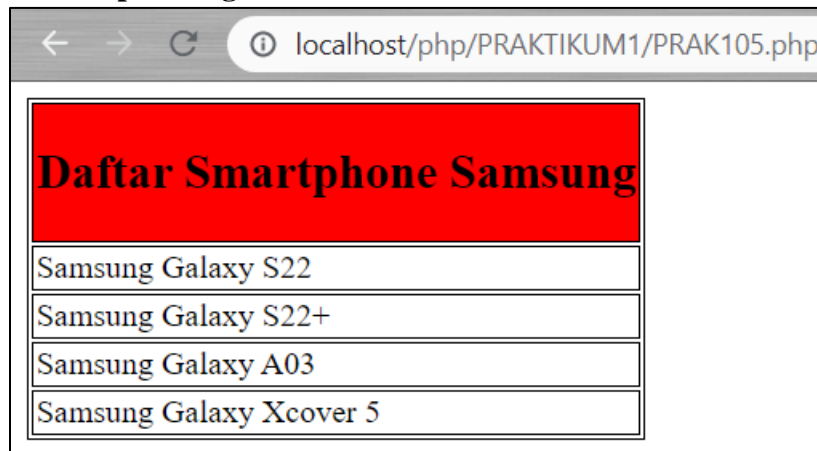 localhost/php/PRAKTIKUM1/PRAK105.php
Daftar Smartphone Samsung
Samsung Galaxy S22
Samsung Galaxy S22+
Samsung Galaxy A03
Samsung Galaxy Xcover 5